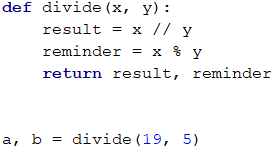 def divide(x, y):
    result = x // y
    reminder = x % y
    return result, reminder
a, b = divide(19, 5)